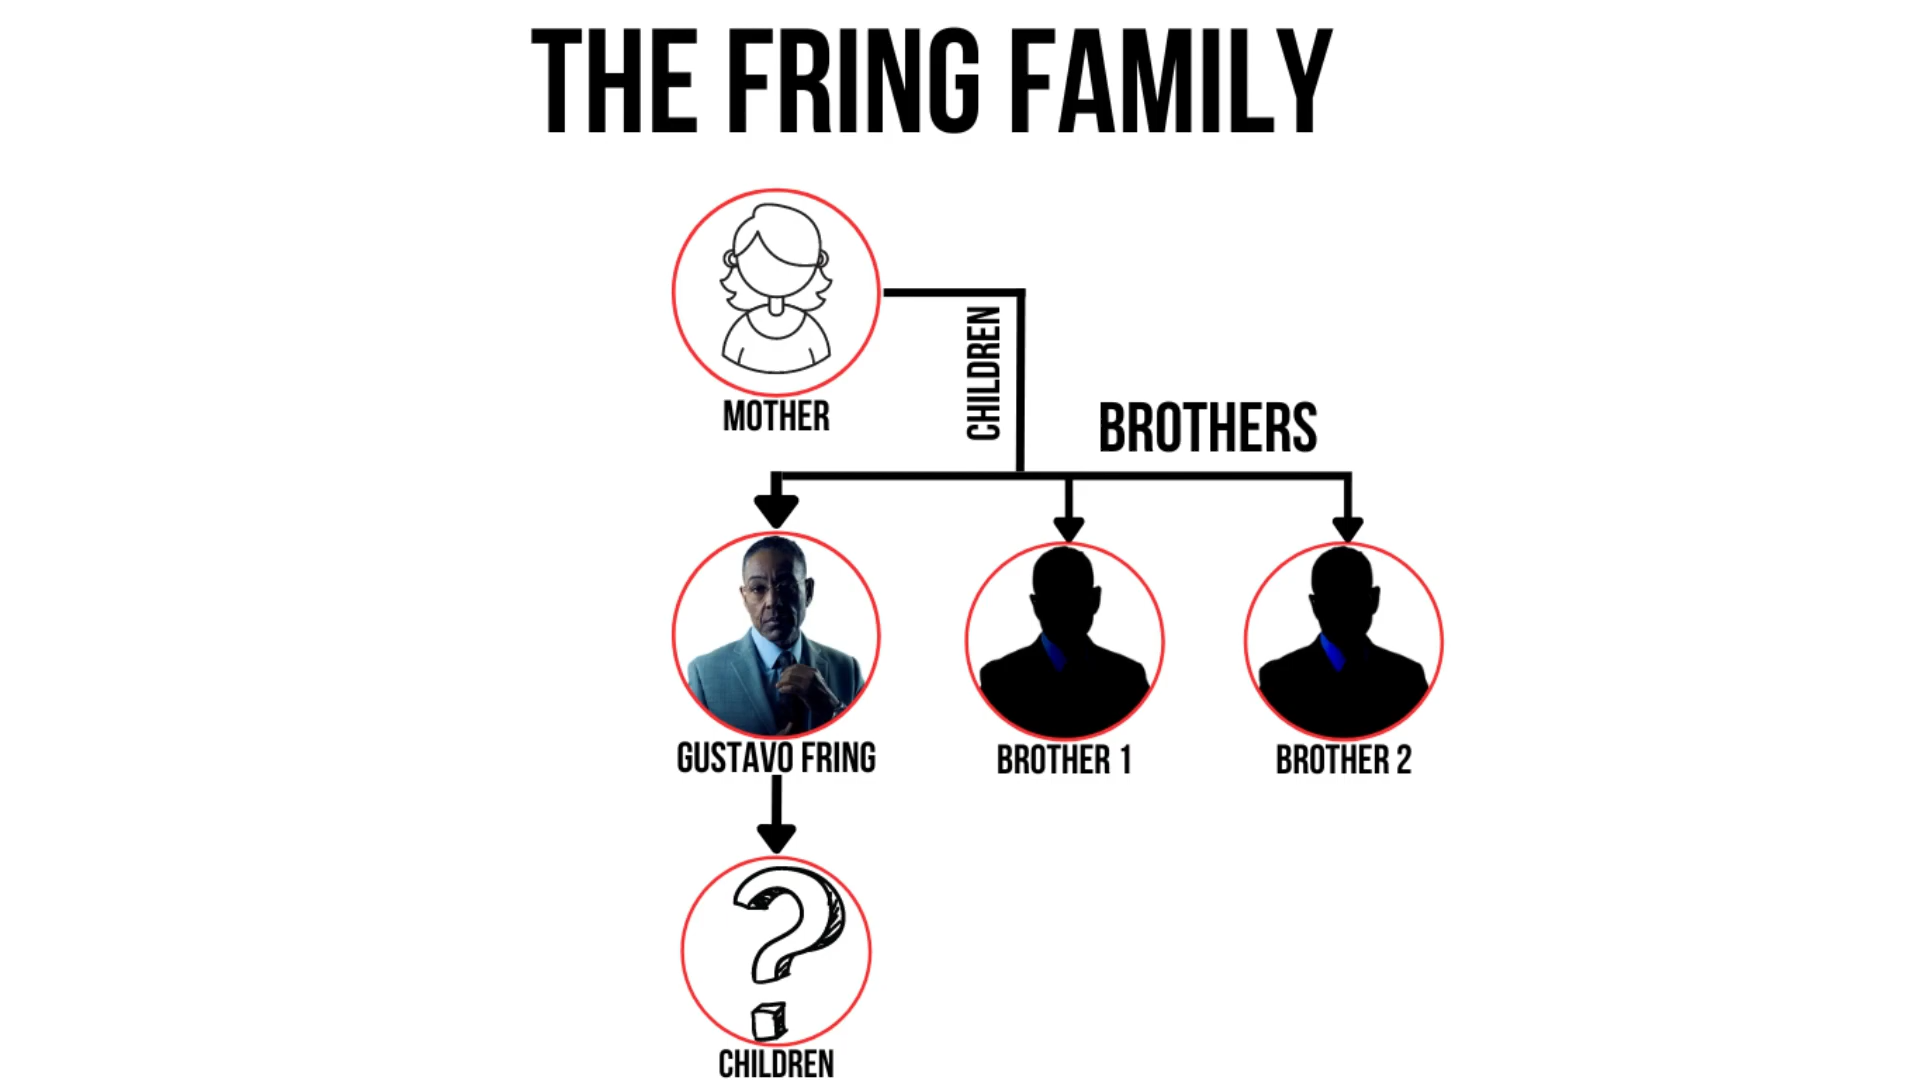 THE FRING FAMILY
MOTHER
CHILDREN
BROTHERS
GUSTAVO FRING
BROTHER 1
BROTHER 2
CHILDREN